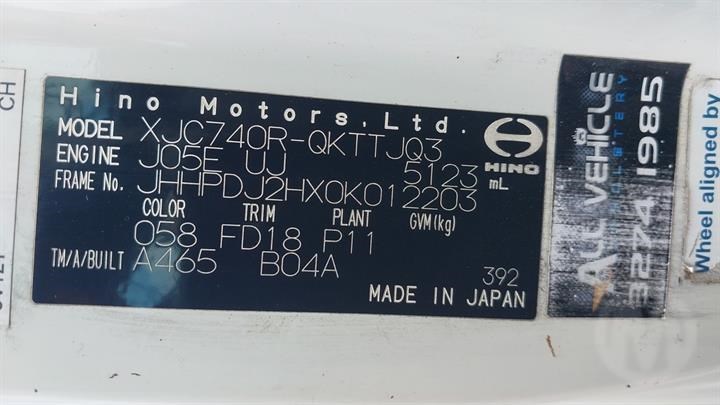 Hino Motors,Ltd.
MODEL XJC740R-QKTTJQ3
ENGINE J05E UJ 5123 mL
FRAME No. JHHPDJ2HX0K012203
COLOR TRIM PLANT GVM(kg)
058 FD18 P11
TM/A/BUILT A465 B04A
392
MADE IN JAPAN
HINO
ALL VEHICLE
UPHOLSTERY
3274 1985
Wheel aligned by
CH